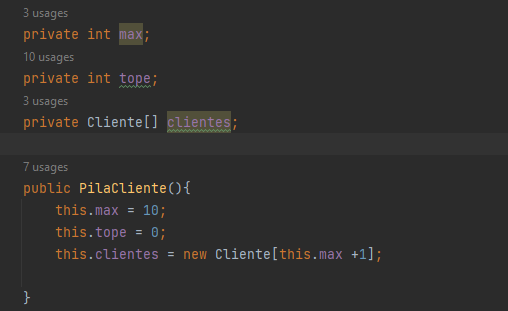 3 usages
private int max;
10 usages
private int tope;
3 usages
private Cliente[] clientes;
7 usages
public PilaCliente(){
this.max = 10;
this.tope = 0;
this.clientes = new Cliente[this.max +1];
}